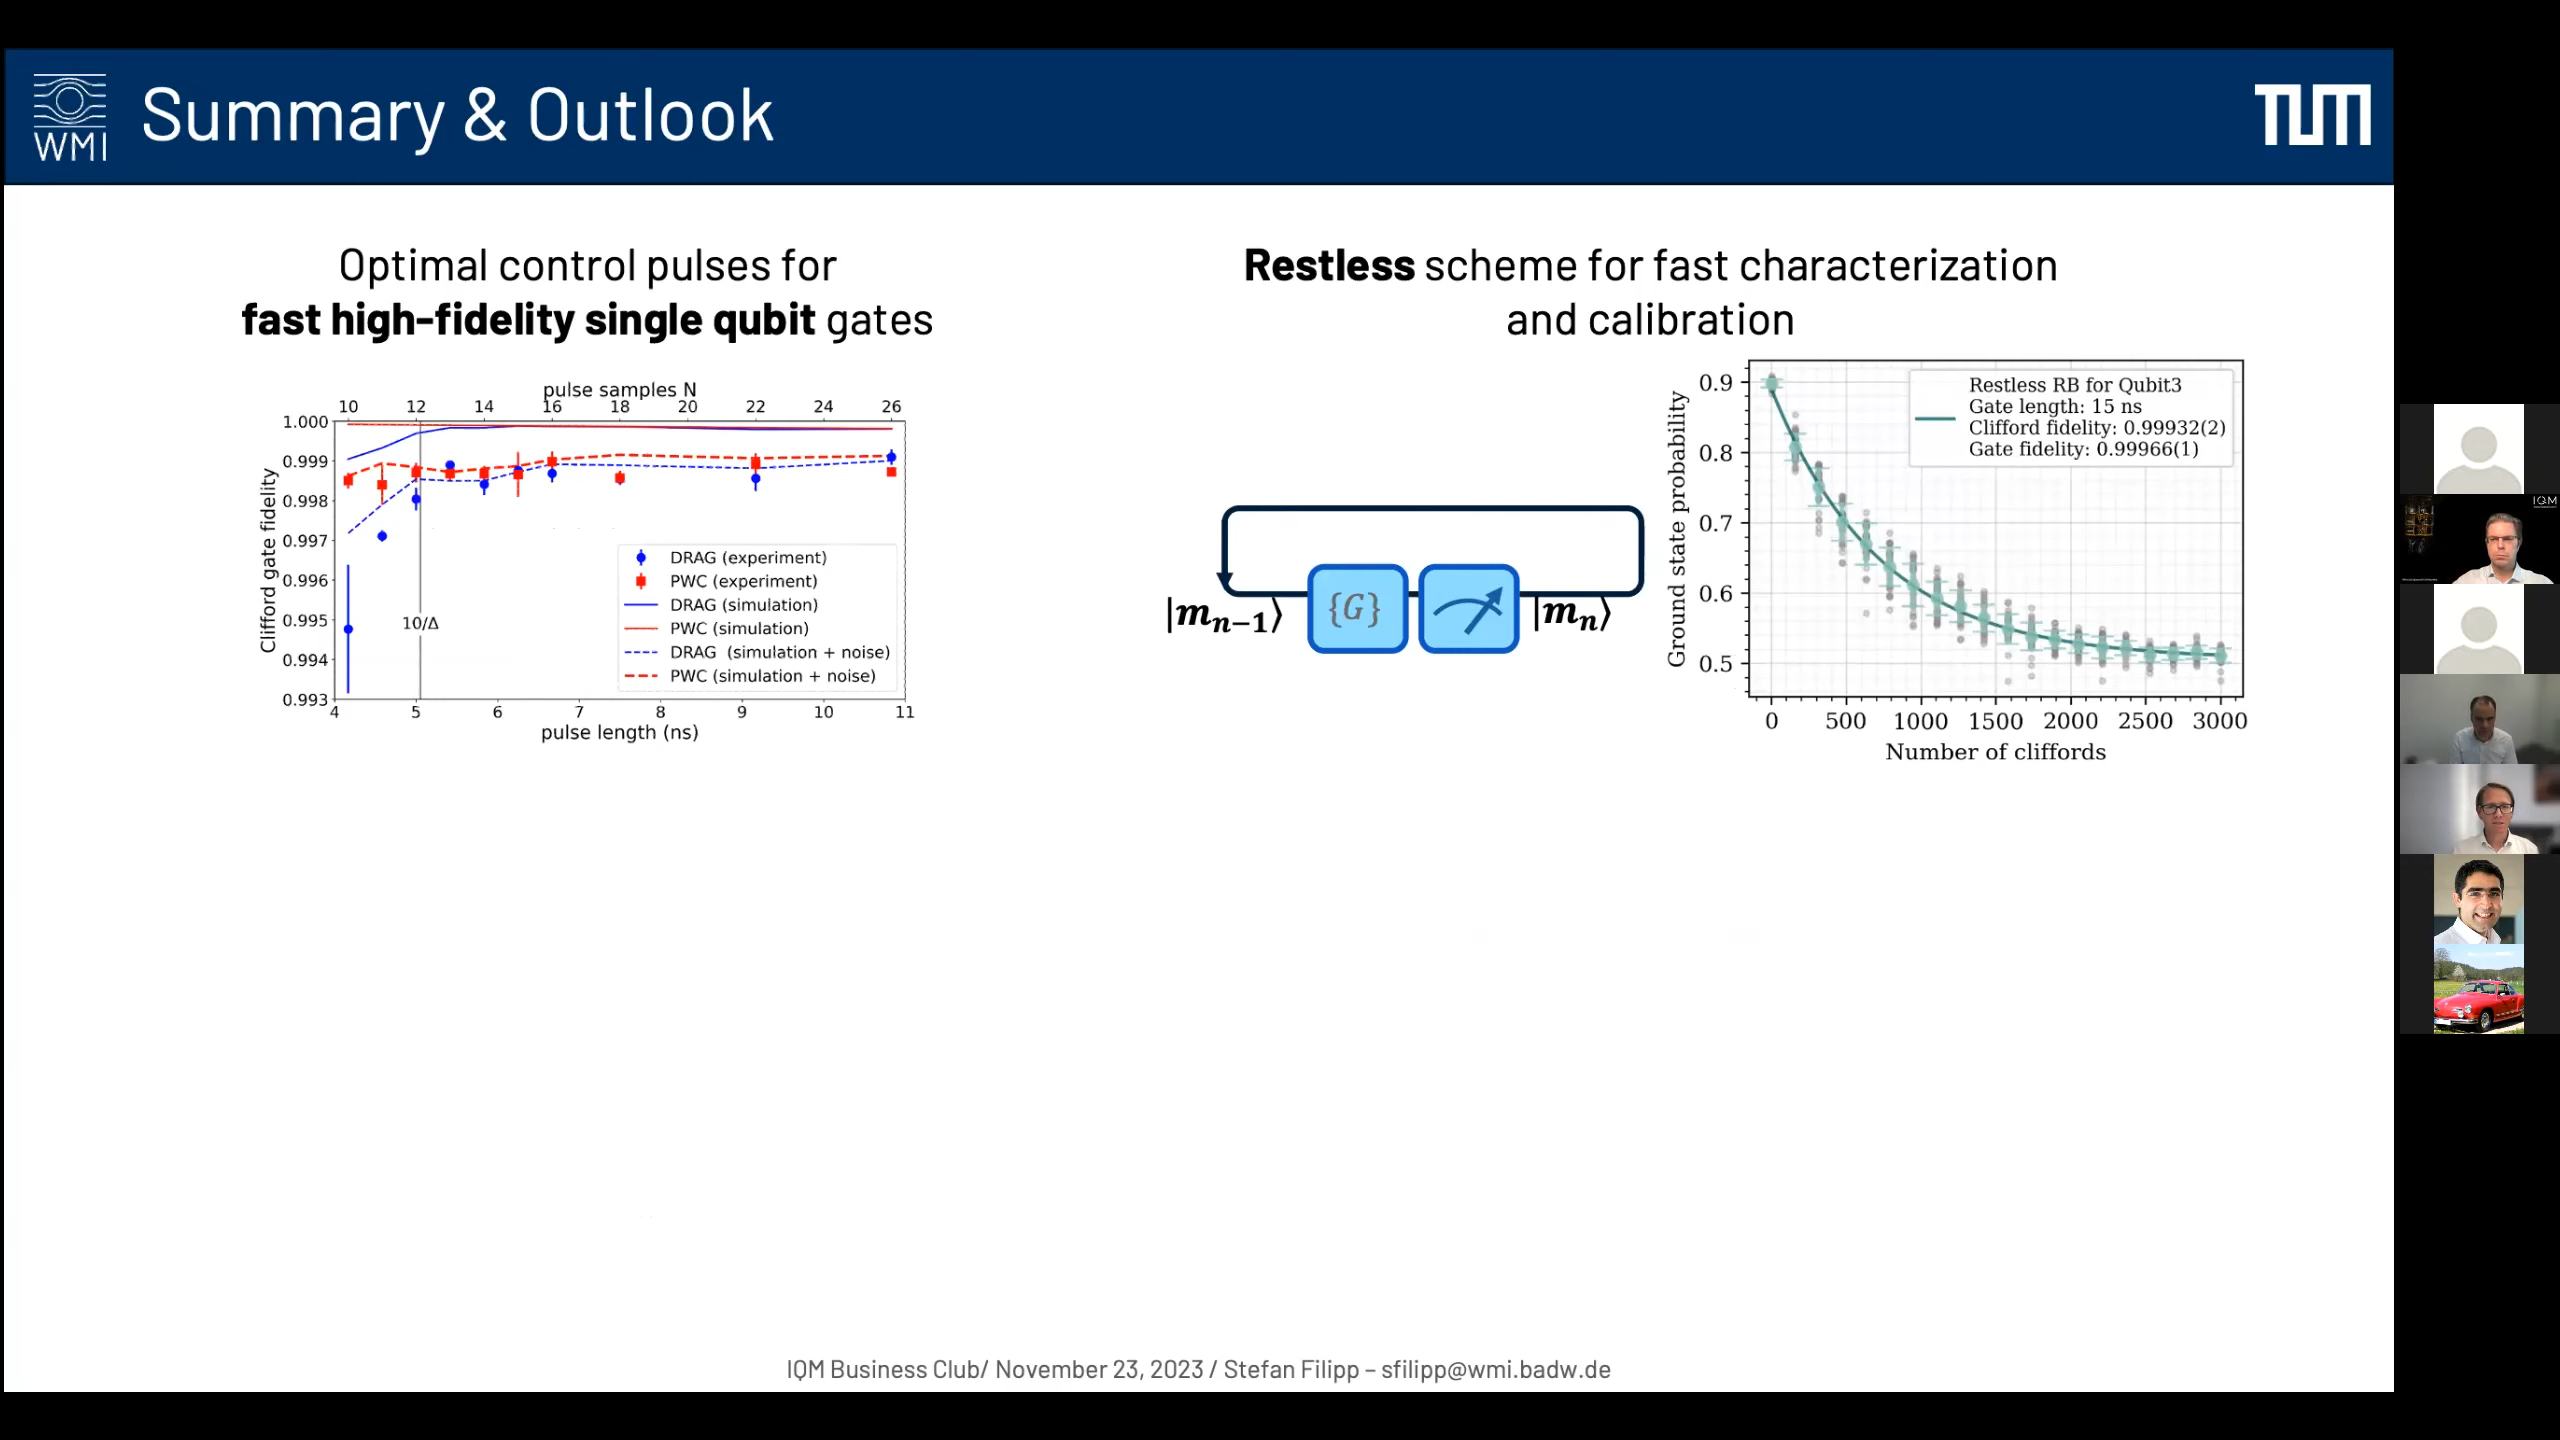 WMI
Summary & Outlook
TUM
Optimal control pulses for
fast high-fidelity single qubit gates
pulse samples N
10 12 14 16 18 20 22 24 26
Clifford gate fidelity
1.000
0.999
0.998
0.997
0.996
0.995
0.994
0.993
10/Δ
DRAG (experiment)
PWC (experiment)
DRAG (simulation)
PWC (simulation)
DRAG (simulation + noise)
PWC (simulation + noise)
4 5 6 7 8 9 10 11
pulse length (ns)
Restless scheme for fast characterization
and calibration
|mn−1⟩ {G} |mn⟩
Ground state probability
0.9
0.8
0.7
0.6
0.5
Restless RB for Qubit3
Gate length: 15 ns
Clifford fidelity: 0.99932(2)
Gate fidelity: 0.99966(1)
0 500 1000 1500 2000 2500 3000
Number of cliffords
IQM
IQM Business Club/ November 23, 2023 / Stefan Filipp – sfilipp@wmi.badw.de